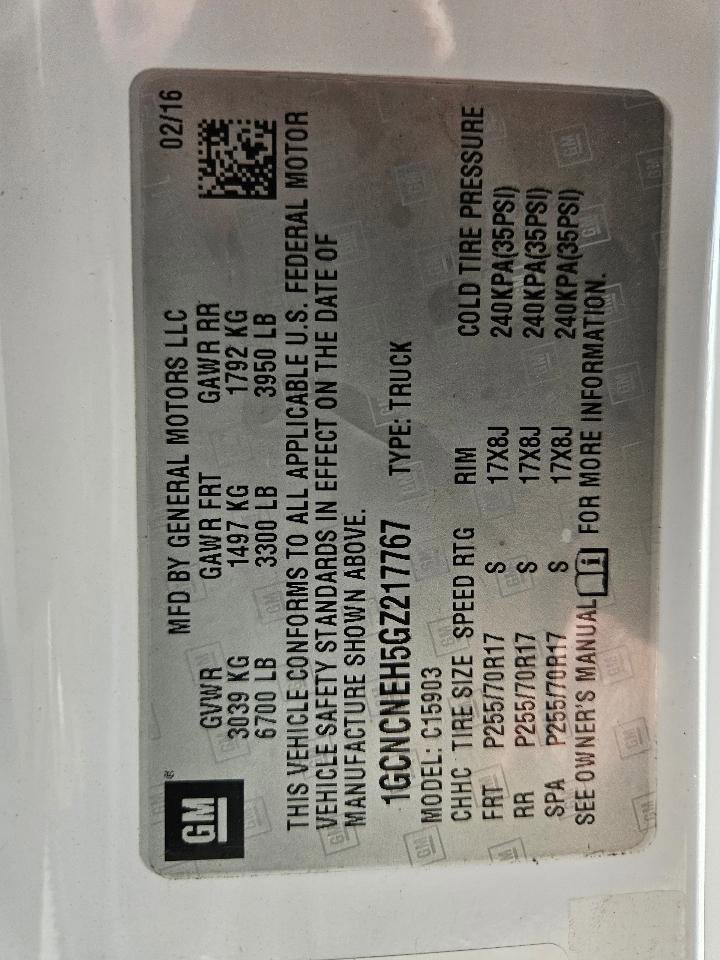 GM®
MFD BY GENERAL MOTORS LLC 02/16
GVWR GAWR FRT GAWR RR
3039 KG 1497 KG 1792 KG
6700 LB 3300 LB 3950 LB
THIS VEHICLE CONFORMS TO ALL APPLICABLE U.S. FEDERAL MOTOR
VEHICLE SAFETY STANDARDS IN EFFECT ON THE DATE OF
MANUFACTURE SHOWN ABOVE.
1GCNCNEH5GZ217767 TYPE: TRUCK
MODEL: C15903
CHHC TIRE SIZE SPEED RTG RIM COLD TIRE PRESSURE
FRT P255/70R17 S 17X8J 240KPA(35PSI)
RR P255/70R17 S 17X8J 240KPA(35PSI)
SPA P255/70R17 S 17X8J 240KPA(35PSI)
SEE OWNER'S MANUAL i FOR MORE INFORMATION.